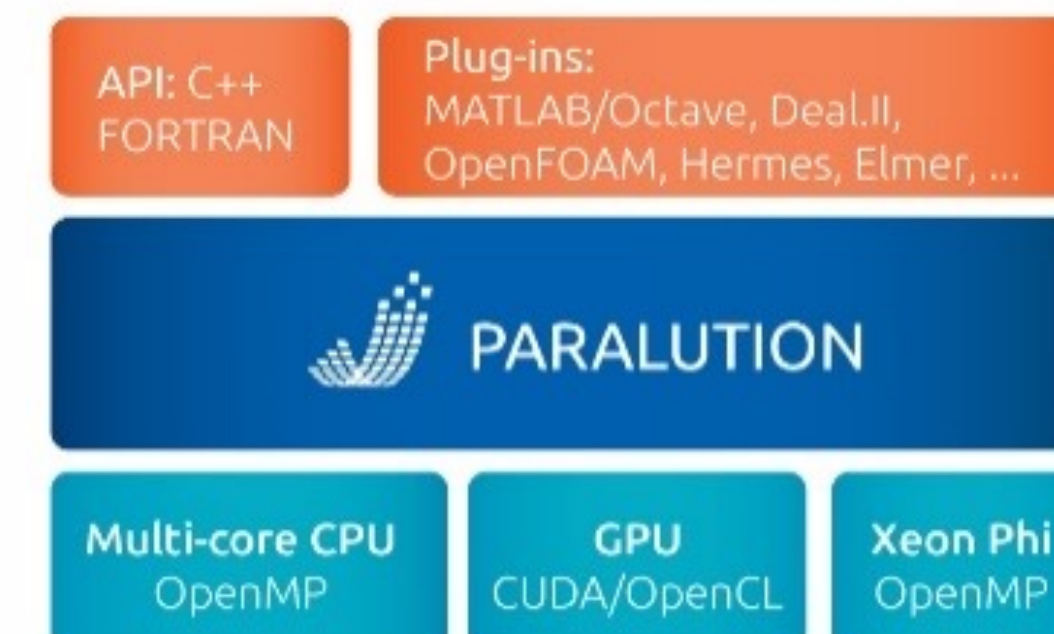 API: C++
FORTRAN
Plug-ins:
MATLAB/Octave, Deal.II,
OpenFOAM, Hermes, Elmer, ...
PARALUTION
Multi-core CPU
OpenMP
GPU
CUDA/OpenCL
Xeon Phi
OpenMP